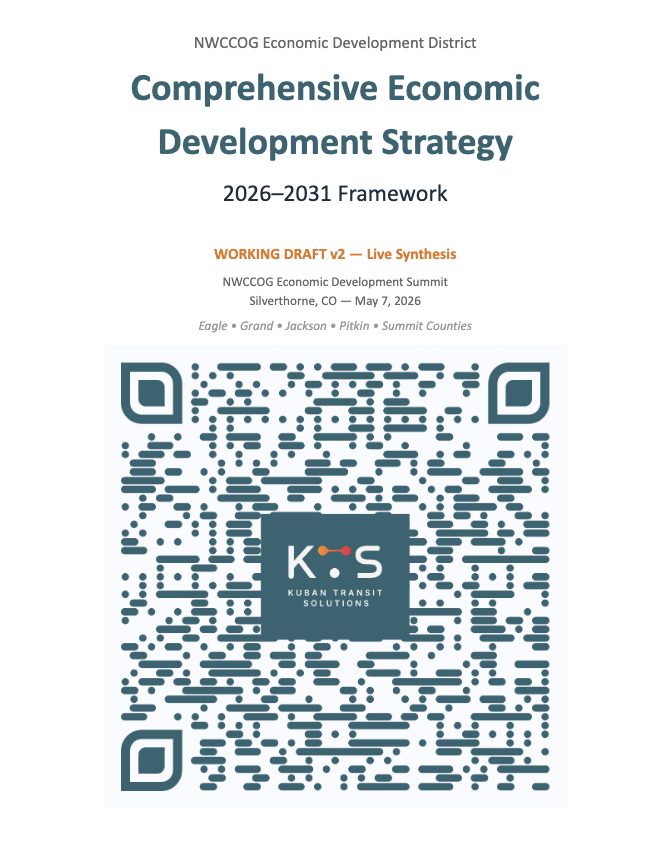 NWCCOG Economic Development District
Comprehensive Economic
Development Strategy
2026–2031 Framework
WORKING DRAFT v2 — Live Synthesis
NWCCOG Economic Development Summit
Silverthorne, CO — May 7, 2026
Eagle • Grand • Jackson • Pitkin • Summit Counties
KTS
KUBAN TRANSIT
SOLUTIONS